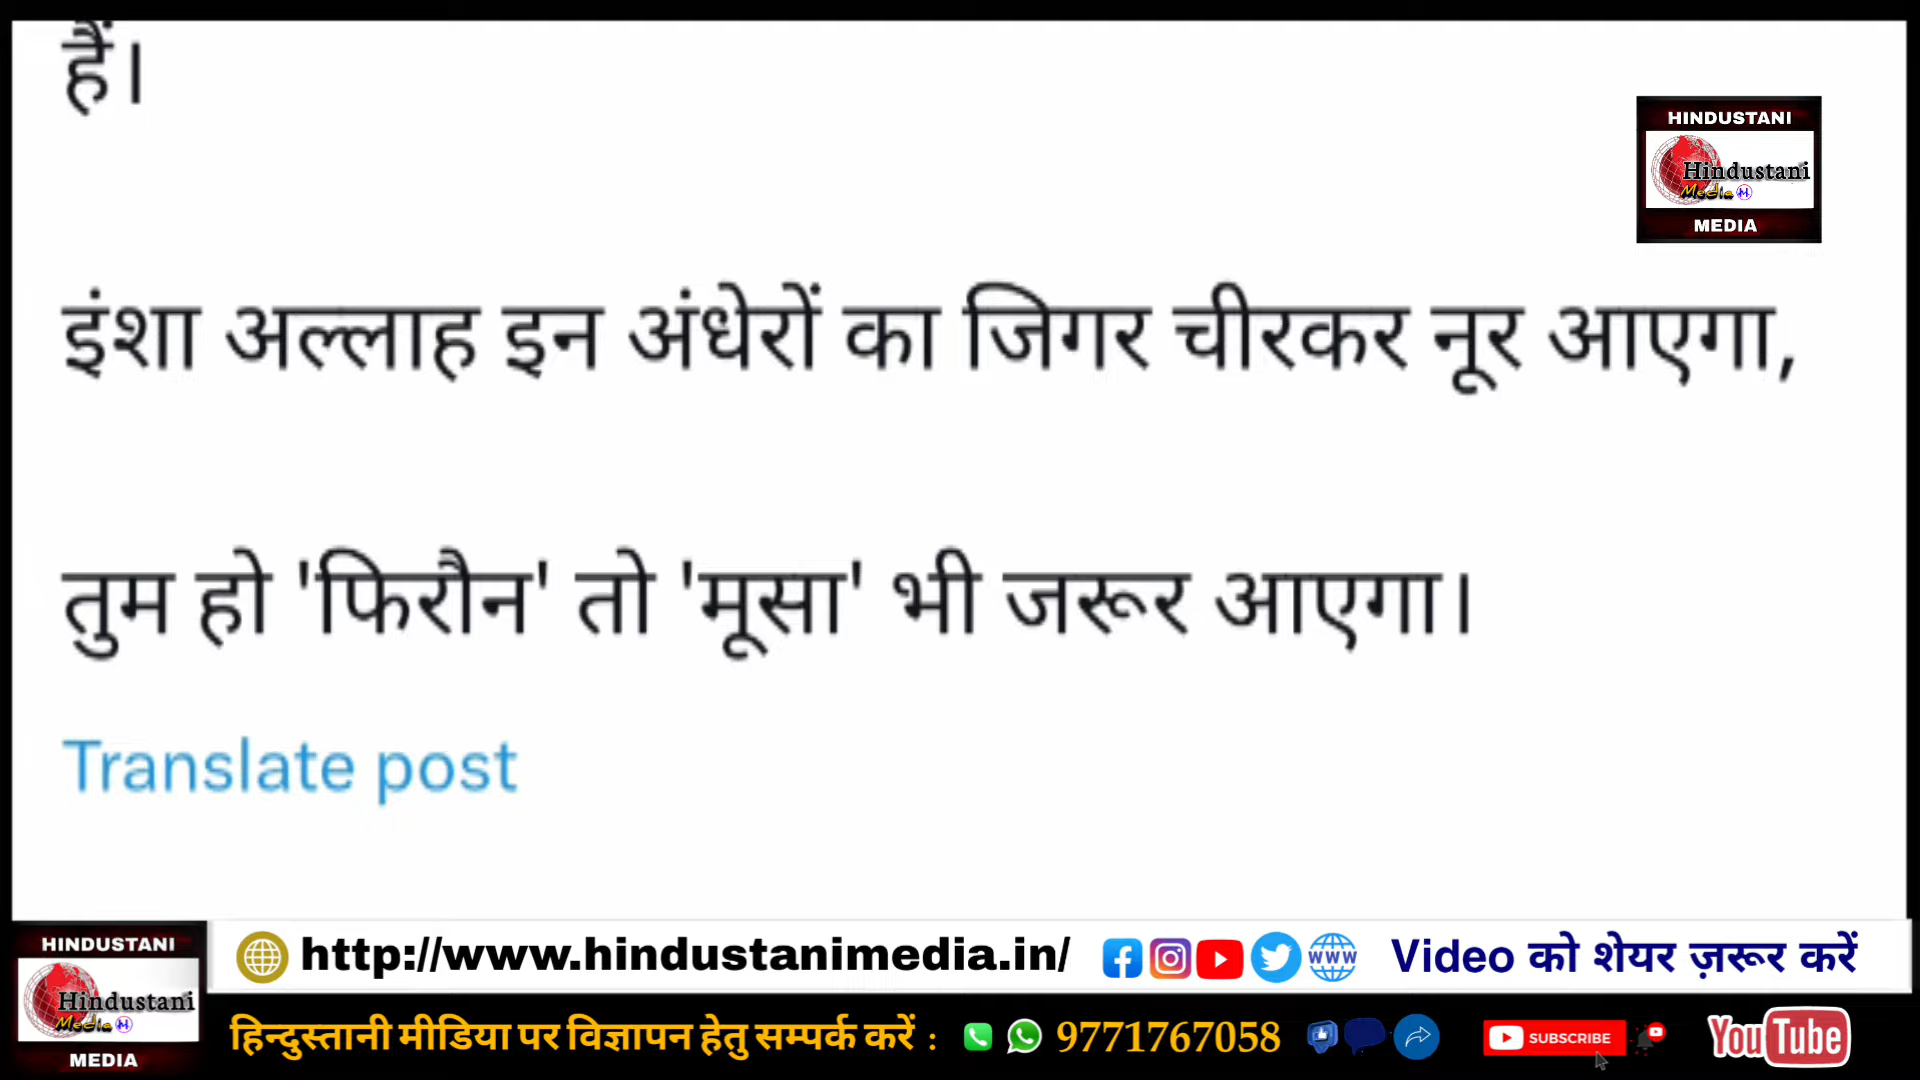 हैं।
HINDUSTANI
Hindustani
Media M
MEDIA
इंशा अल्लाह इन अंधेरों का जिगर चीरकर नूर आएगा,
तुम हो 'फिरौन' तो 'मूसा' भी जरूर आएगा।
Translate post
HINDUSTANI
Hindustani
Media M
MEDIA
http://www.hindustanimedia.in/ www Video को शेयर ज़रूर करें
हिन्दुस्तानी मीडिया पर विज्ञापन हेतु सम्पर्क करें : 9771767058 SUBSCRIBE YouTube